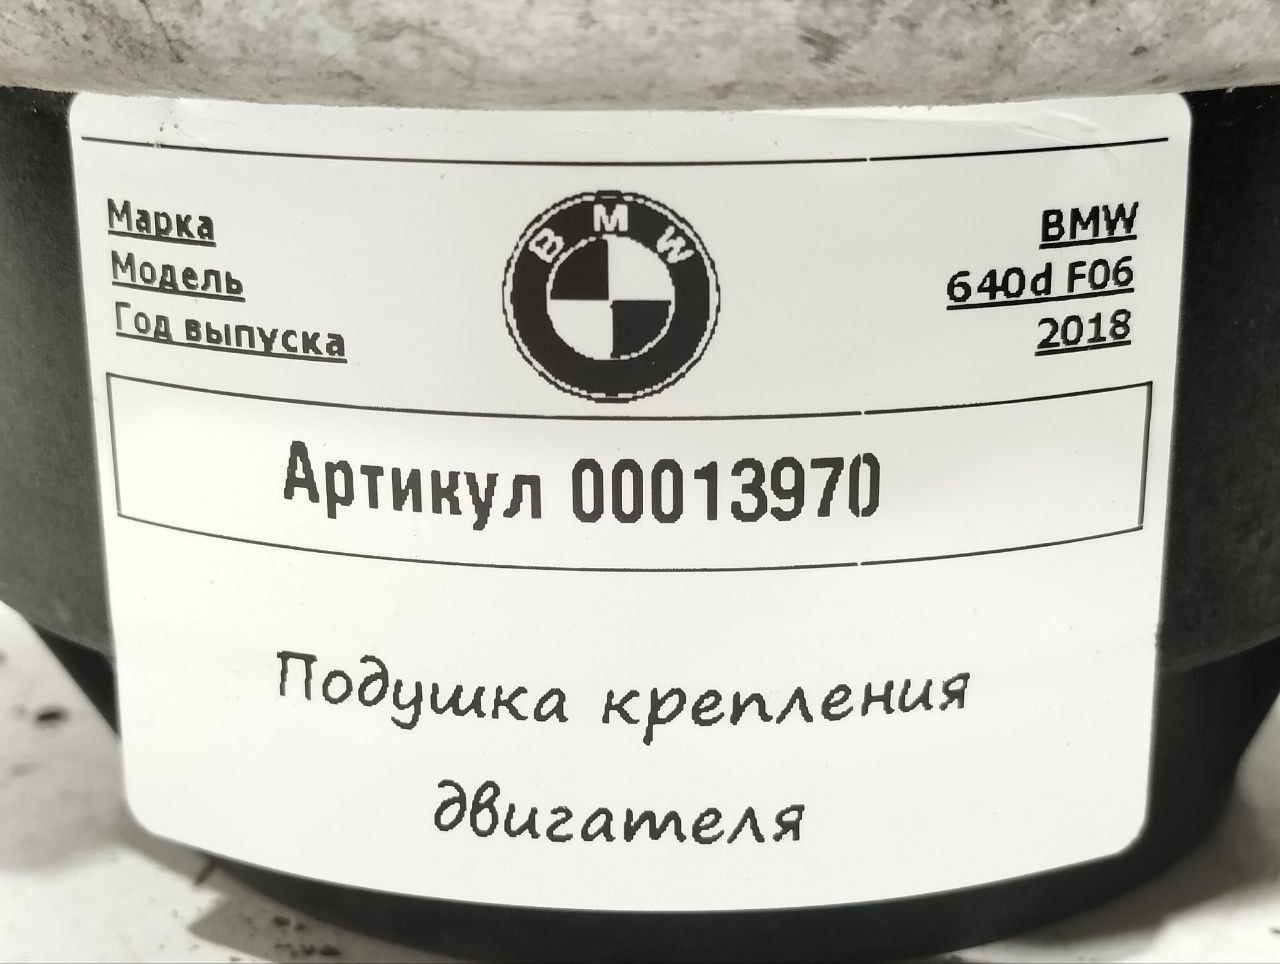 BMW
Марка BMW
Модель 640d F06
Год выпуска 2018
Артикул 00013970
Подушка крепления
двигателя